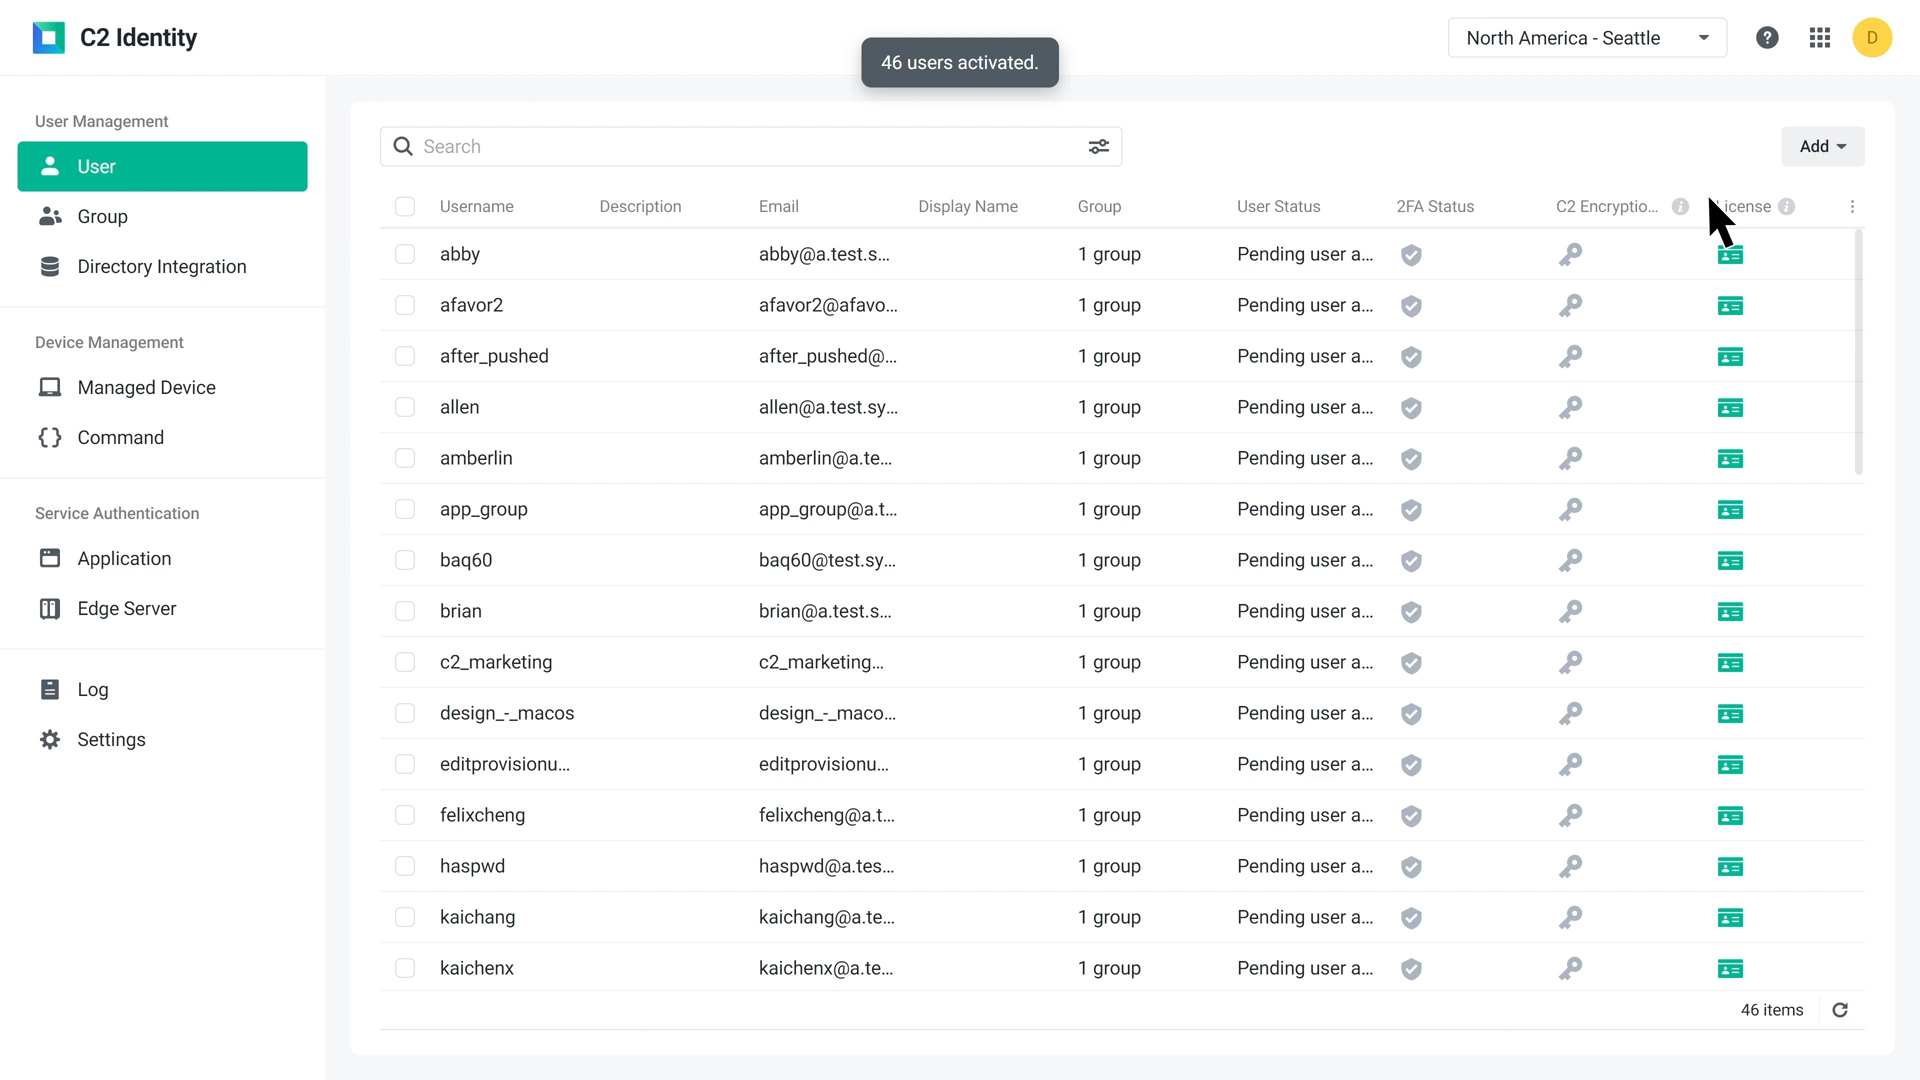 C2 Identity
46 users activated.
North America - Seattle
D
User Management
User
Group
Directory Integration
Device Management
Managed Device
Command
Service Authentication
Application
Edge Server
Log
Settings
Search
Add
Username Description Email Display Name Group User Status 2FA Status C2 Encryptio... icense
abby abby@a.test.s... 1 group Pending user a...
afavor2 afavor2@afavo... 1 group Pending user a...
after_pushed after_pushed@... 1 group Pending user a...
allen allen@a.test.sy... 1 group Pending user a...
amberlin amberlin@a.te... 1 group Pending user a...
app_group app_group@a.t... 1 group Pending user a...
baq60 baq60@test.sy... 1 group Pending user a...
brian brian@a.test.s... 1 group Pending user a...
c2_marketing c2_marketing... 1 group Pending user a...
design_-_macos design_-_maco... 1 group Pending user a...
editprovisionu... editprovisionu... 1 group Pending user a...
felixcheng felixcheng@a.t... 1 group Pending user a...
haspwd haspwd@a.tes... 1 group Pending user a...
kaichang kaichang@a.te... 1 group Pending user a...
kaichenx kaichenx@a.te... 1 group Pending user a...
46 items